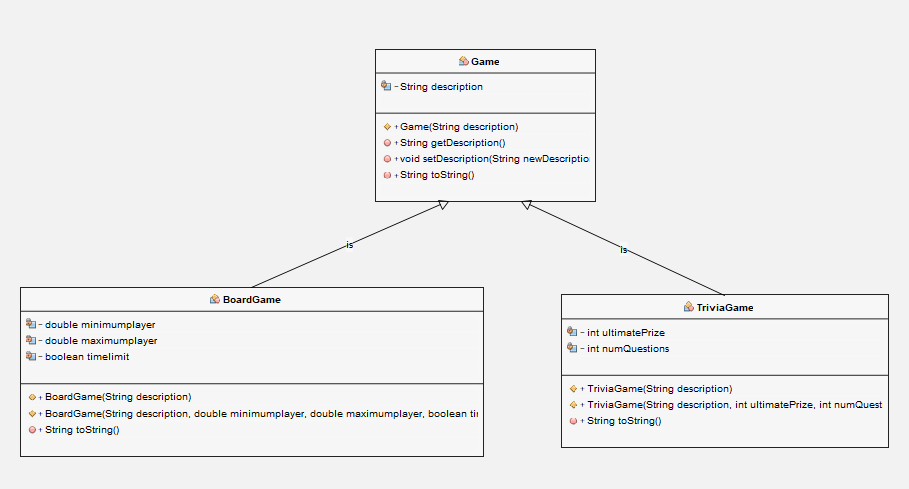 Game
- String description
+ Game(String description)
+ String getDescription()
+ void setDescription(String newDescriptio
+ String toString()
is
is
BoardGame
- double minimumplayer
- double maximumplayer
- boolean timelimit
+ BoardGame(String description)
+ BoardGame(String description, double minimumplayer, double maximumplayer, boolean ti
+ String toString()
TriviaGame
- int ultimatePrize
- int numQuestions
+ TriviaGame(String description)
+ TriviaGame(String description, int ultimatePrize, int numQuest
+ String toString()